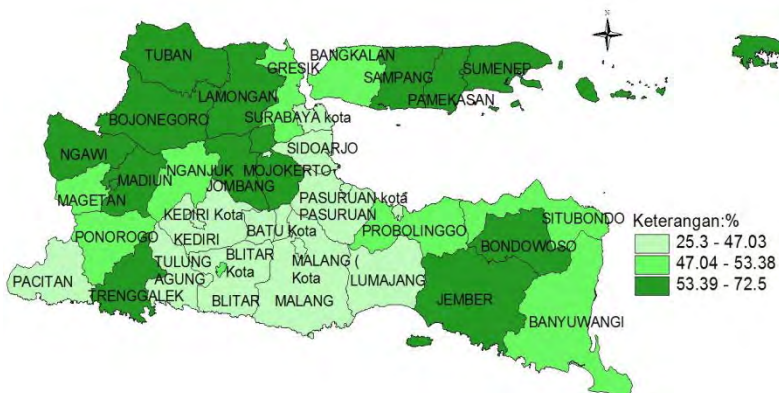 N
TUBAN
BANGKALAN
GRESIK
SAMPANG
SUMENEP
LAMONGAN
PAMEKASAN
BOJONEGORO
SURABAYA kota
SIDOARJO
NGAWI
NGANJUK
MOJOKERTO
MADIUN
JOMBANG
MAGETAN
PASURUAN kota
KEDIRI Kota
PASURUAN
SITUBONDO
PONOROGO
BATU Kota
PROBOLINGGO
KEDIRI
BONDOWOSO
TULUNG
AGUNG
BLITAR
Kota
MALANG (
Kota
LUMAJANG
PACITAN
TRENGGALEK
BLITAR
MALANG
JEMBER
BANYUWANGI
Keterangan:%
25.3 - 47.03
47.04 - 53.38
53.39 - 72.5